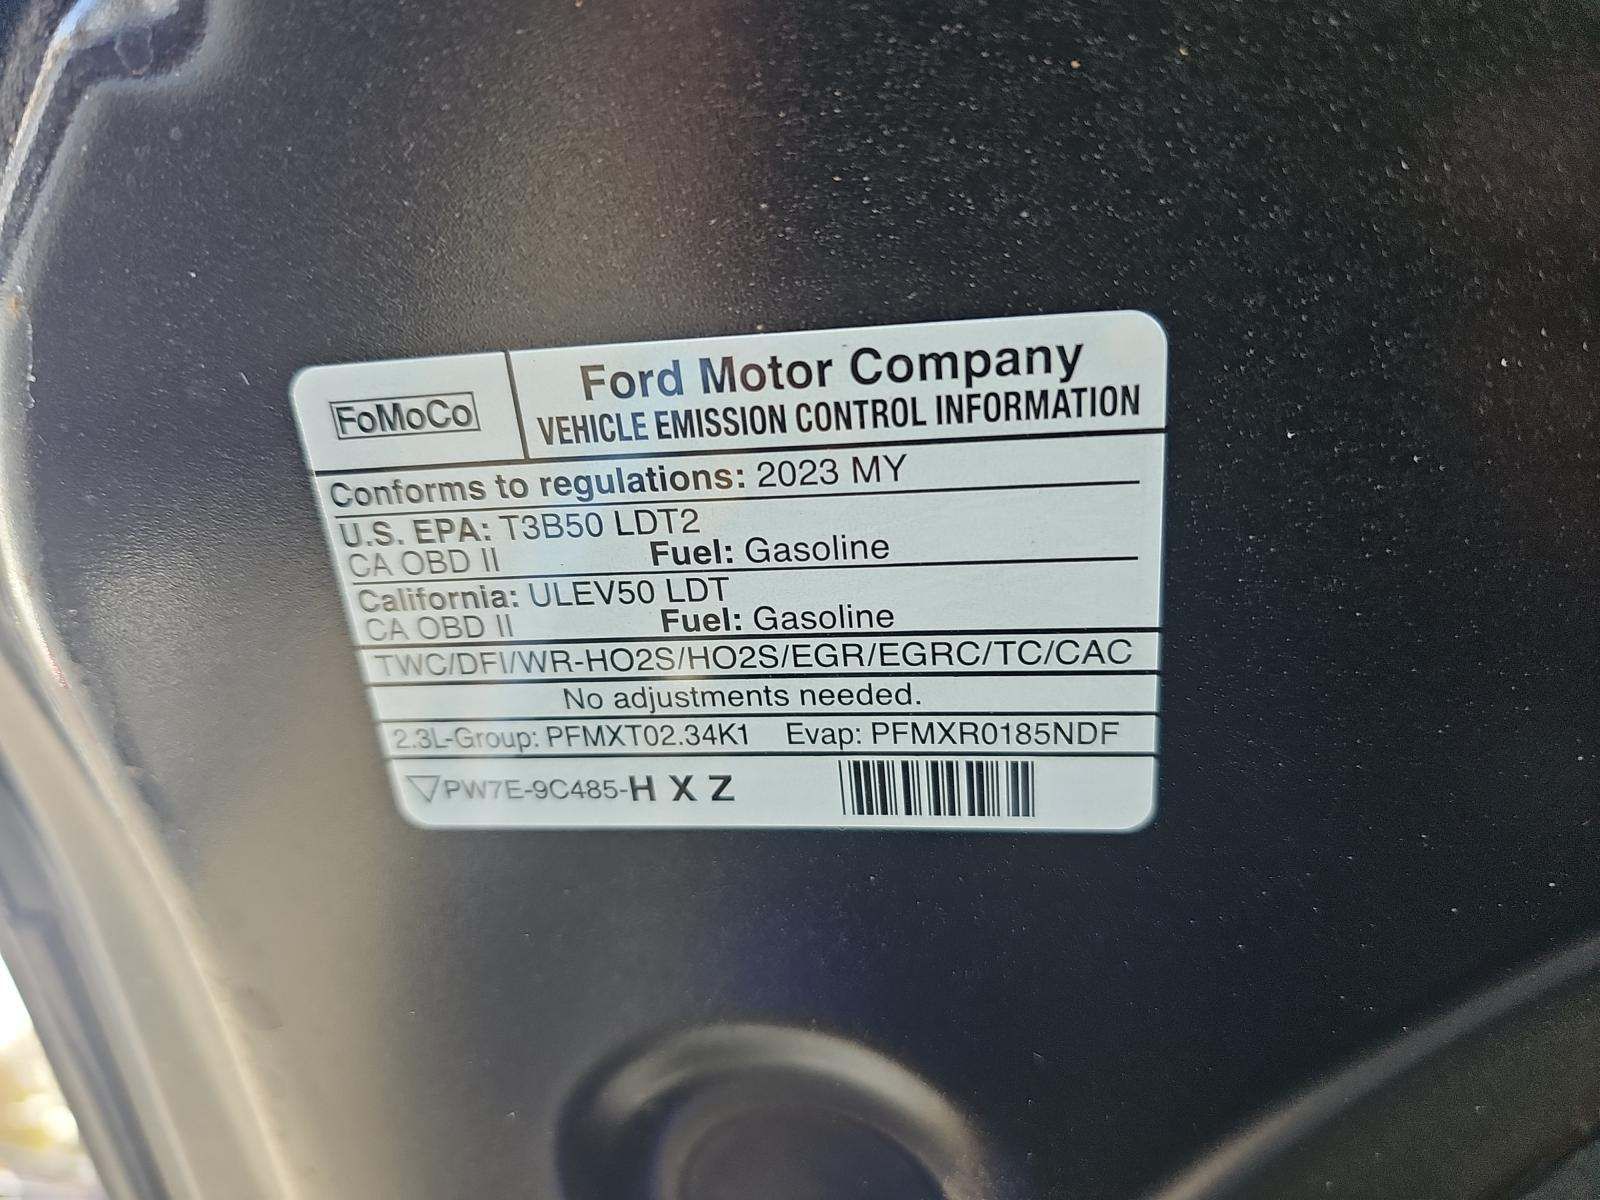 FoMoCo
Ford Motor Company
VEHICLE EMISSION CONTROL INFORMATION
Conforms to regulations: 2023 MY
U.S. EPA: T3B50 LDT2
CA OBD II Fuel: Gasoline
California: ULEV50 LDT
CA OBD II Fuel: Gasoline
TWC/DFI/WR-HO2S/HO2S/EGR/EGRC/TC/CAC
No adjustments needed.
2.3L-Group: PFMXT02.34K1 Evap: PFMXR0185NDF
PW7E-9C485-H X Z